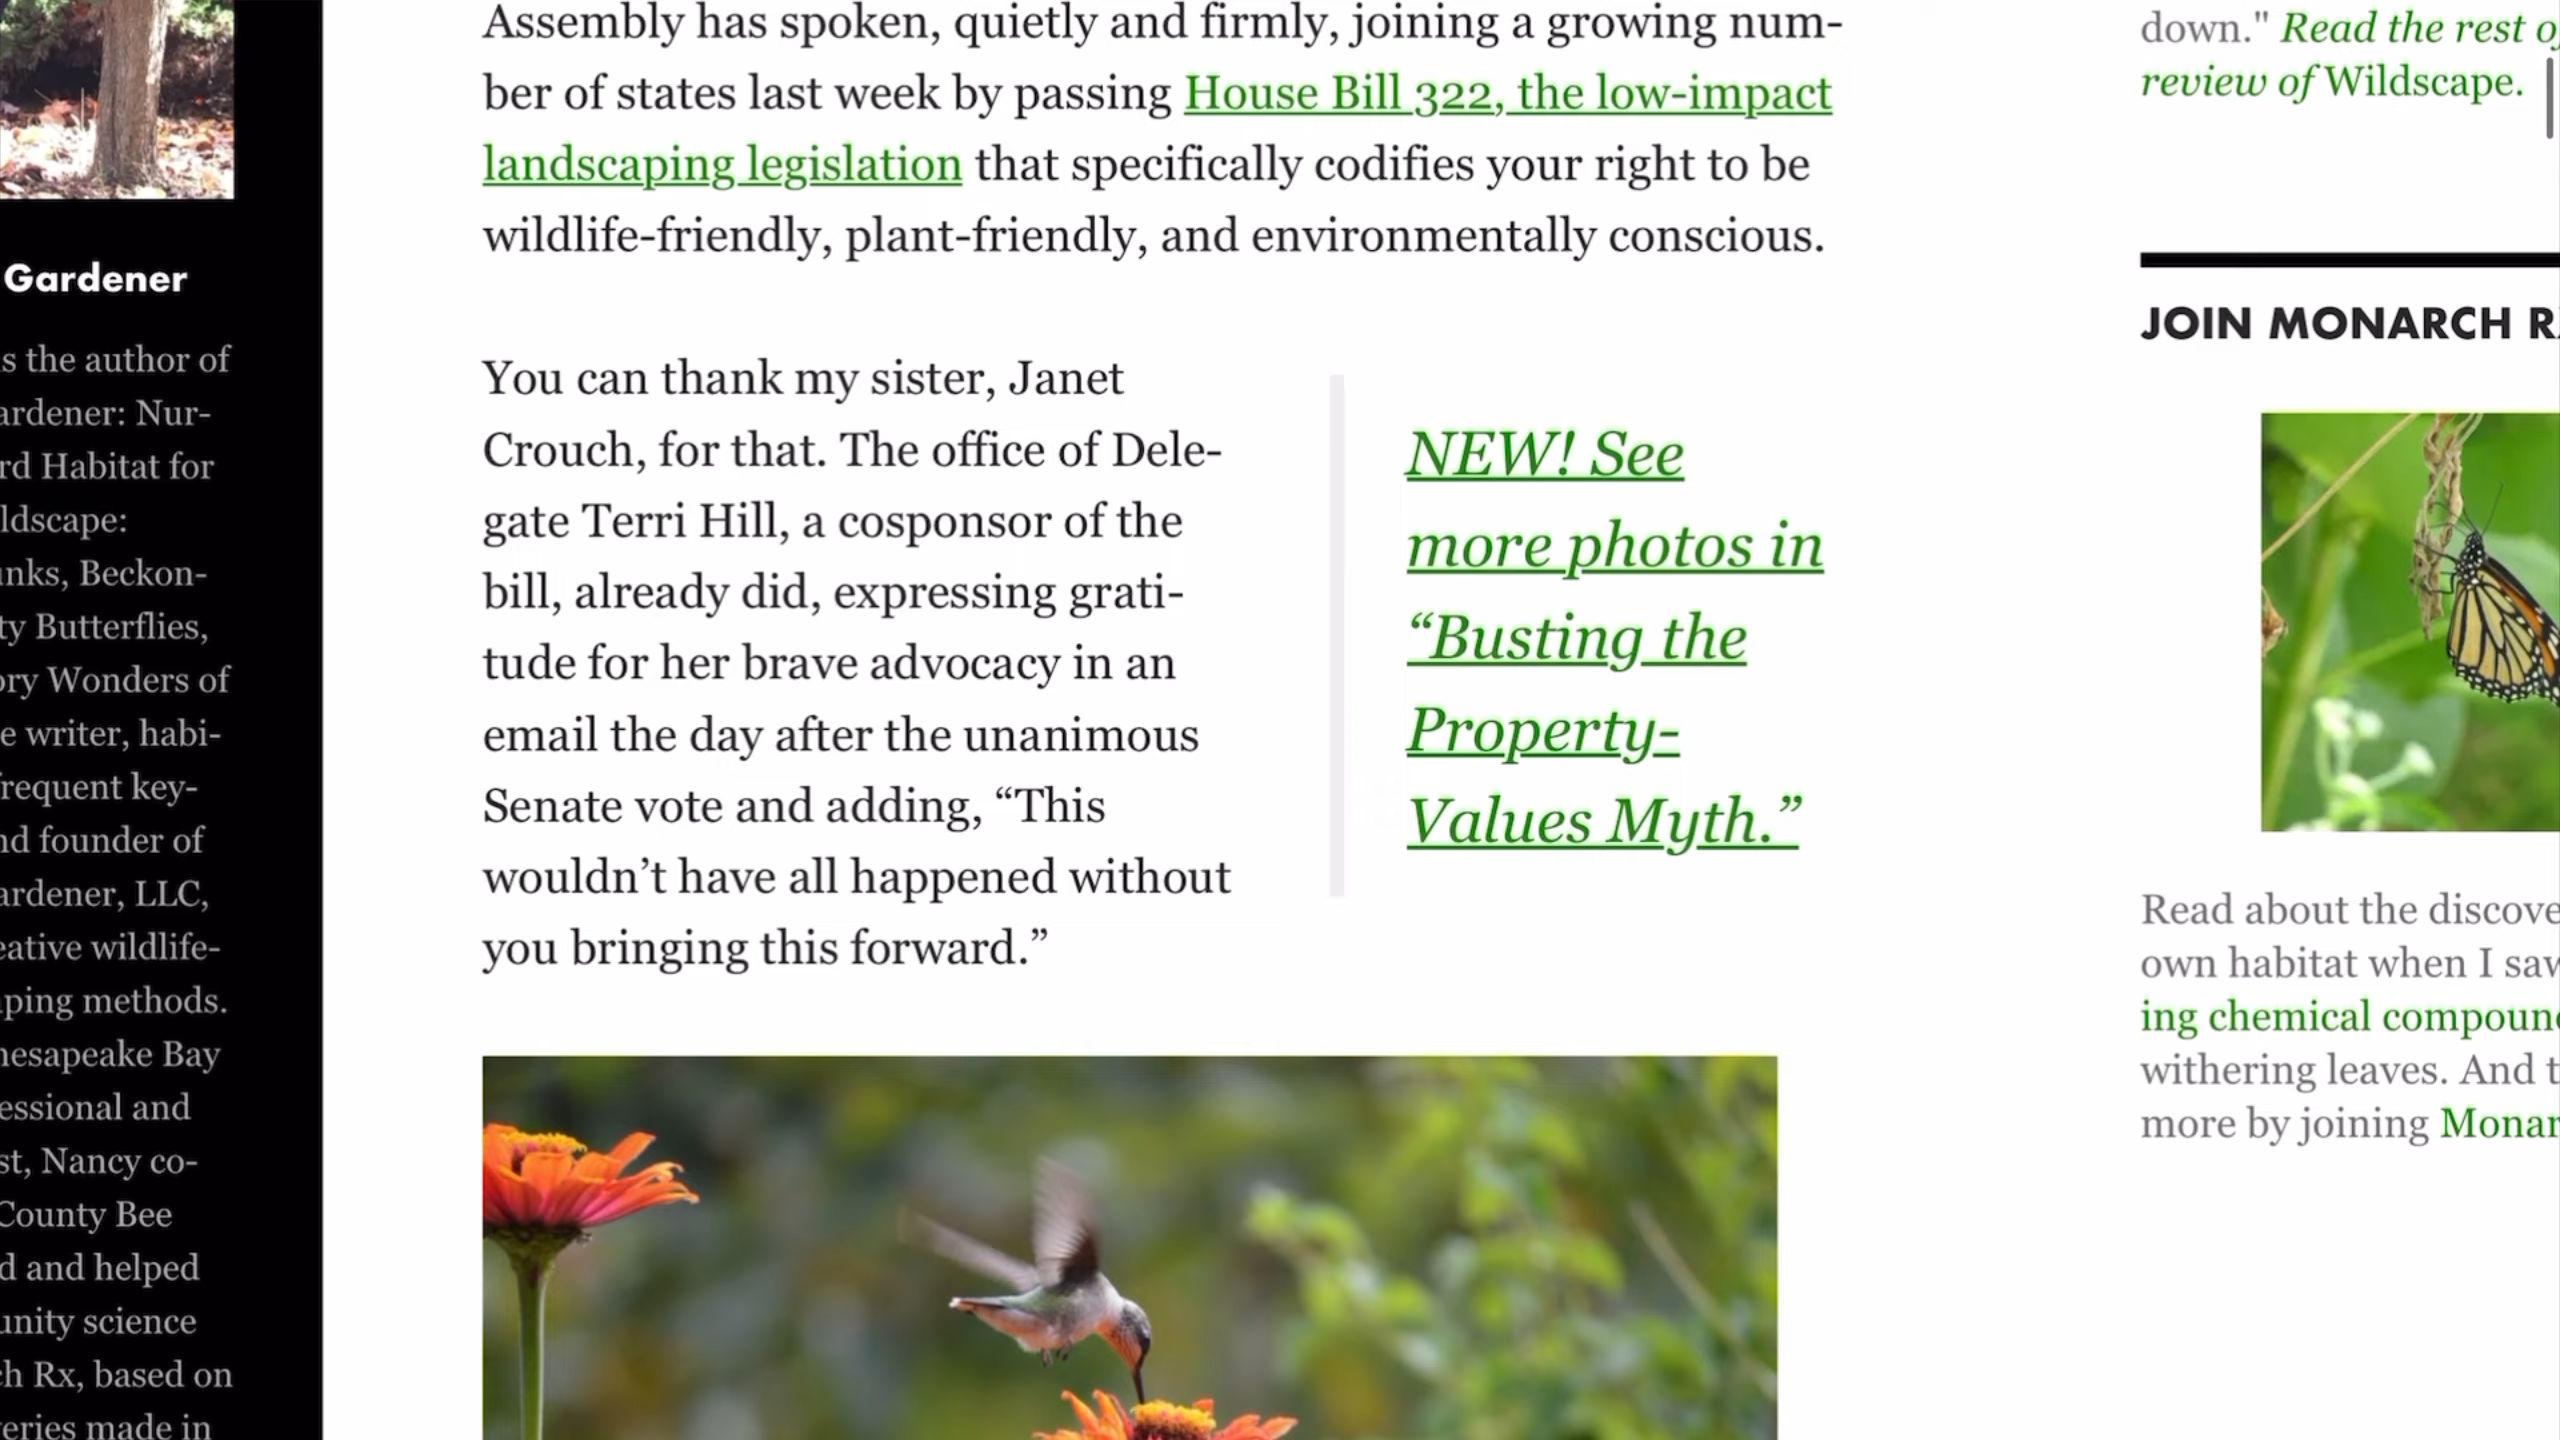 Gardener
s the author of
ardener: Nur-
rd Habitat for
ldscape:
unks, Beckon-
ty Butterflies,
ory Wonders of
e writer, habi-
frequent key-
nd founder of
ardener, LLC,
eative wildlife-
ping methods.
hesapeake Bay
essional and
st, Nancy co-
County Bee
d and helped
unity science
ch Rx, based on
eries made in
Assembly has spoken, quietly and firmly, joining a growing num-
ber of states last week by passing House Bill 322, the low-impact
landscaping legislation that specifically codifies your right to be
wildlife-friendly, plant-friendly, and environmentally conscious.
You can thank my sister, Janet
Crouch, for that. The office of Dele-
gate Terri Hill, a cosponsor of the
bill, already did, expressing grati-
tude for her brave advocacy in an
email the day after the unanimous
Senate vote and adding, “This
wouldn’t have all happened without
you bringing this forward.”
NEW! See
more photos in
“Busting the
Property-
Values Myth.”
down." Read the rest of
review of Wildscape.
JOIN MONARCH R
Read about the discove
own habitat when I saw
ing chemical compoun
withering leaves. And t
more by joining Monar